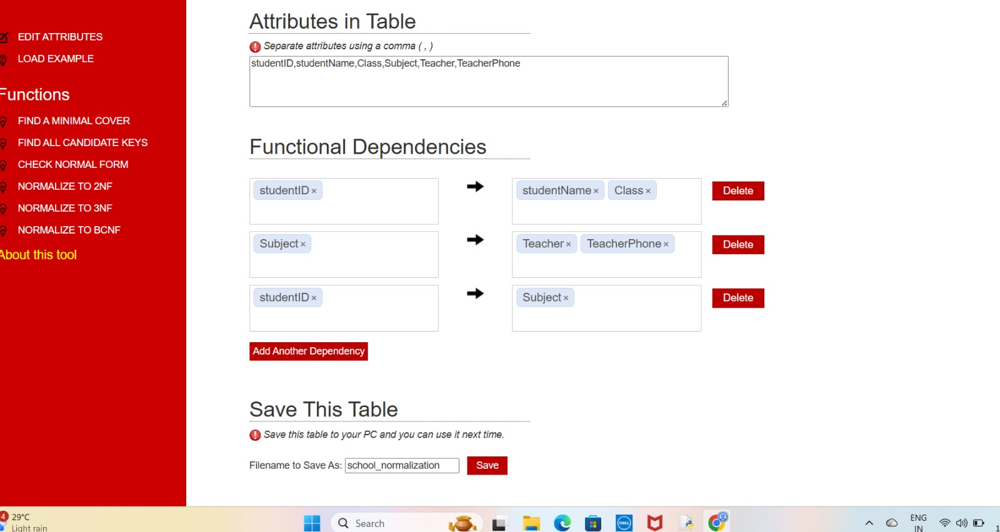 EDIT ATTRIBUTES
LOAD EXAMPLE
Functions
FIND A MINIMAL COVER
FIND ALL CANDIDATE KEYS
CHECK NORMAL FORM
NORMALIZE TO 2NF
NORMALIZE TO 3NF
NORMALIZE TO BCNF
About this tool
Attributes in Table
Separate attributes using a comma ( , )
studentID,studentName,Class,Subject,Teacher,TeacherPhone
Functional Dependencies
studentID× → studentName× Class× Delete
Subject× → Teacher× TeacherPhone× Delete
studentID× → Subject× Delete
Add Another Dependency
Save This Table
Save this table to your PC and you can use it next time.
Filename to Save As: school_normalization Save
4 29°C
Light rain
Search
DELL
ENG
IN
1